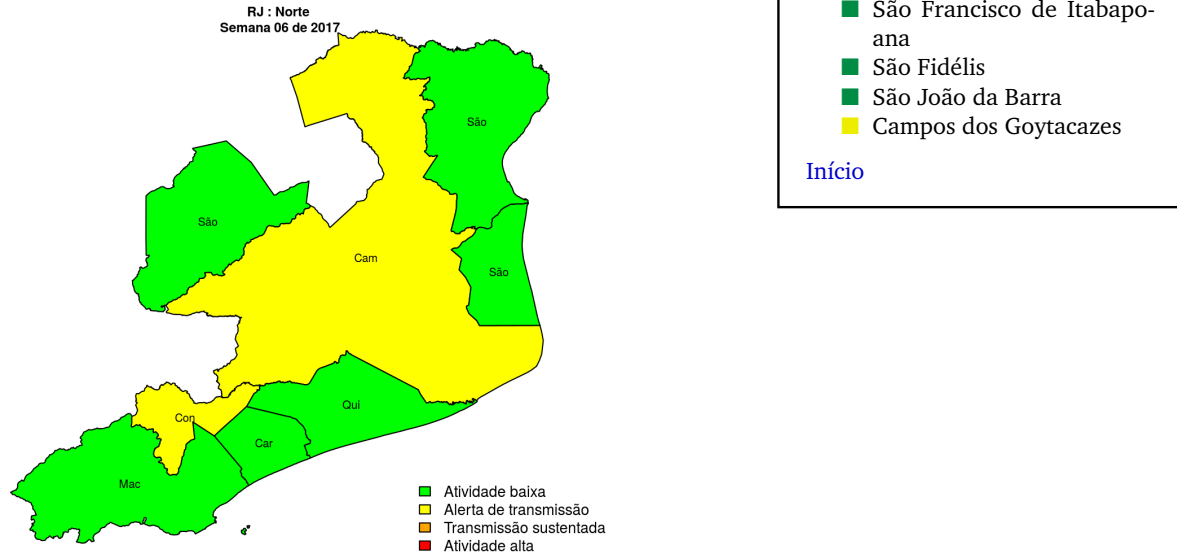 RJ : Norte
Semana 06 de 2017
São
São
Cam
São
Qui
Con
Car
Mac
Atividade baixa
Alerta de transmissão
Transmissão sustentada
Atividade alta
São Francisco de Itabapo-
ana
São Fidélis
São João da Barra
Campos dos Goytacazes
Início